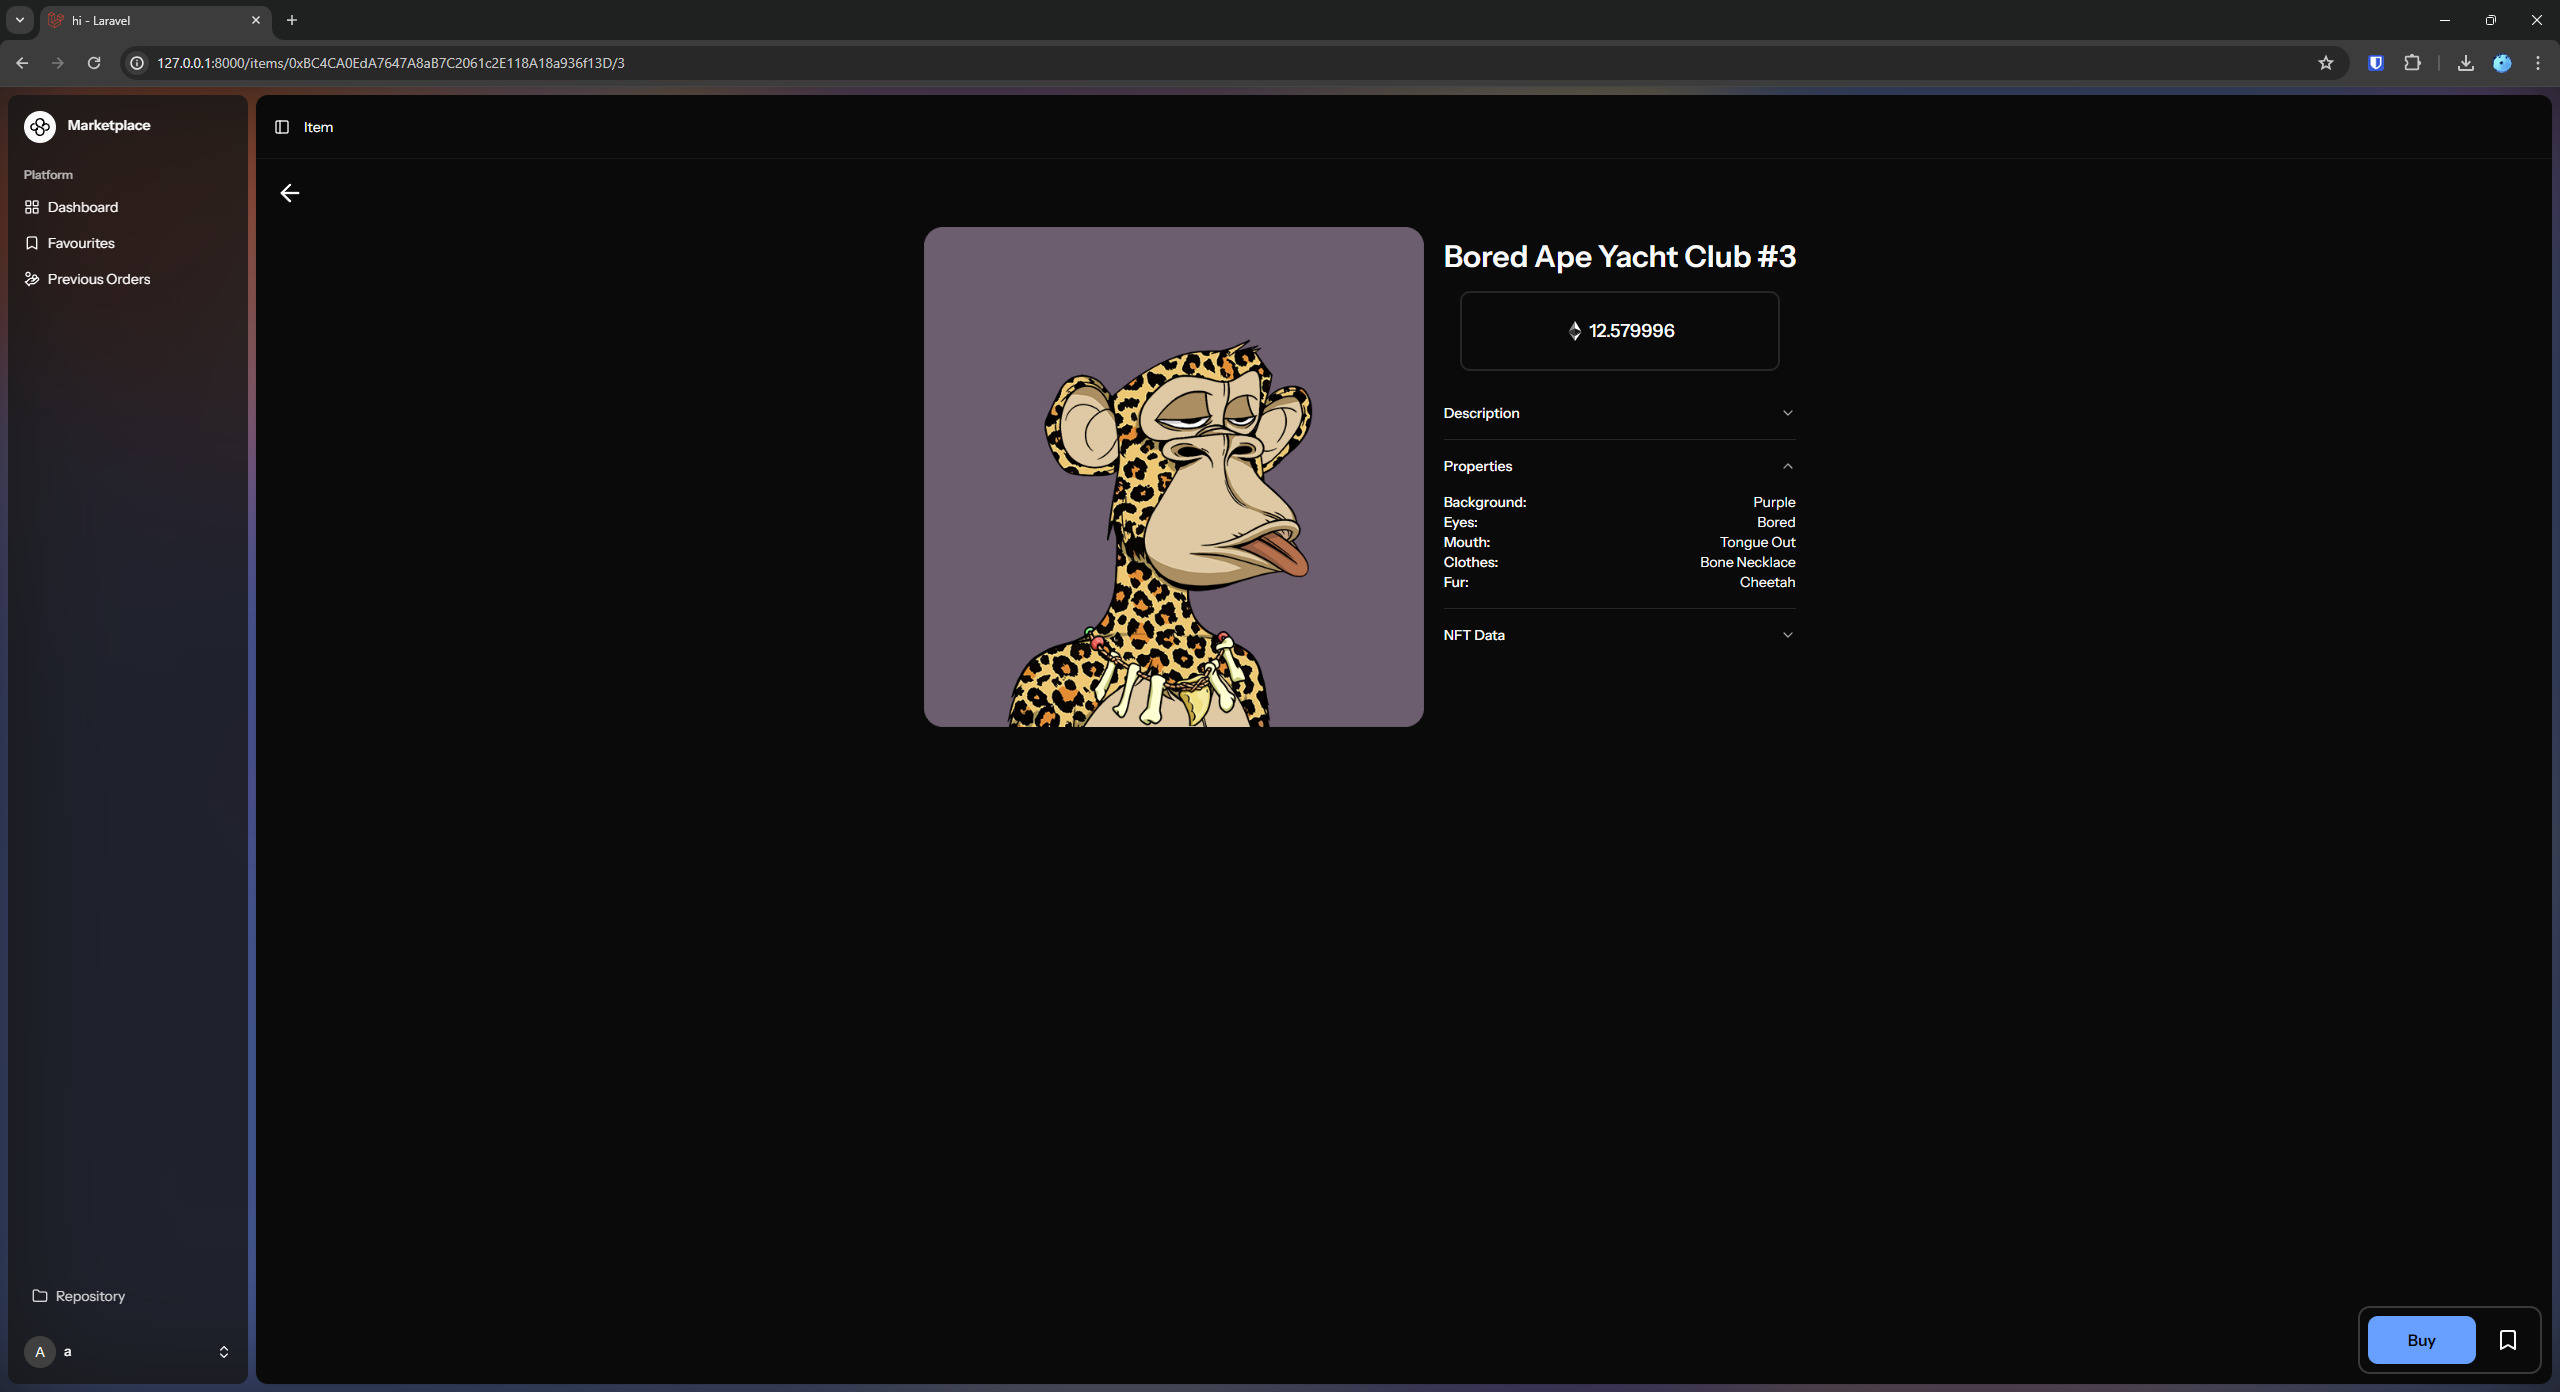 hi - Laravel
127.0.0.1:8000/items/0xBC4CA0EdA7647A8aB7C2061c2E118A18a936f13D/3
Marketplace
Platform
Dashboard
Favourites
Previous Orders
Repository
A a
Item
Bored Ape Yacht Club #3
12.579996
Description
Properties
Background: Purple
Eyes: Bored
Mouth: Tongue Out
Clothes: Bone Necklace
Fur: Cheetah
NFT Data
Buy